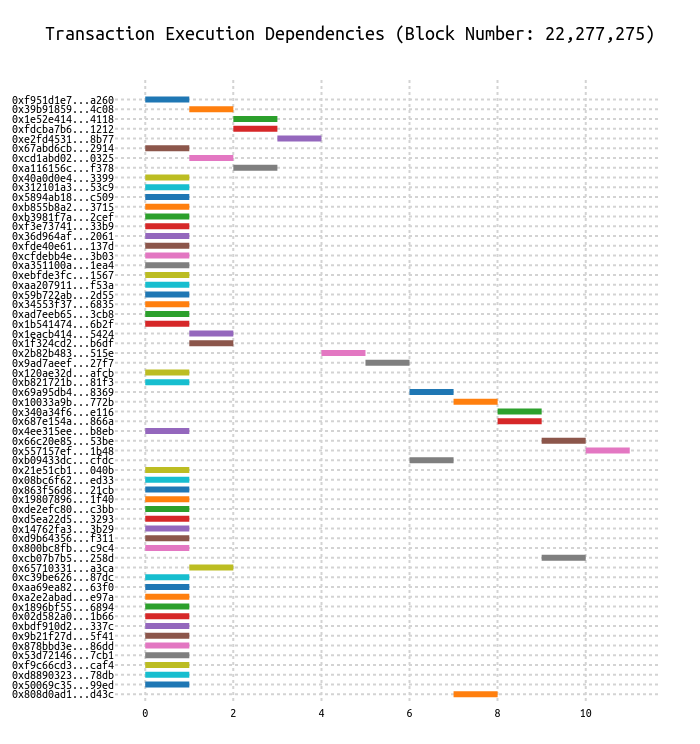 Transaction Execution Dependencies (Block Number: 22,277,275)
0xf951d1e7...a260
0x39b91859...4c08
0x1e52e414...4118
0xfdcba7b6...1212
0xe2fd4531...8b77
0x67abd6cb...2914
0xcd1abd02...0325
0xa116156c...f378
0x40a0d0e4...3399
0x312101a3...53c9
0x5894ab18...c509
0xb855b8a2...3715
0xb3981f7a...2cef
0xf3e73741...33b9
0x36d964af...2061
0xfde40e61...137d
0xcfdebb4e...3b03
0xa351100a...1ea4
0xebfde3fc...1567
0xaa207911...f53a
0x59b722ab...2d55
0x34553f37...6835
0xad7eeb65...3cb8
0x1b541474...6b2f
0x1eacb414...5424
0x1f324cd2...b6df
0x2b82b483...515e
0x9ad7aeef...27f7
0x120ae32d...afcb
0xb821721b...81f3
0x69a95db4...8369
0x10033a9b...772b
0x340a34f6...e116
0x687e154a...866a
0x4ee315ee...b8eb
0x66c20e85...53be
0x557157ef...1b48
0xb09433dc...cfdc
0x21e51cb1...040b
0x08bc6f62...ed33
0x863f56d8...21cb
0x19807896...1f40
0xde2efc80...c3bb
0xd5ea22d5...3293
0x14762fa3...3b29
0xd9b64356...f311
0x800bc8fb...c9c4
0xcb07b7b5...258d
0x65710331...a3ca
0xc39be626...87dc
0xaa69ea82...63f0
0xa2e2abad...e97a
0x1896bf55...6894
0x02d582a0...1b66
0xbdf910d2...337c
0x9b21f27d...5f41
0x878bbd3e...86dd
0x53d72146...7cb1
0xf9c66cd3...caf4
0xd8890323...78db
0x50069c35...99ed
0x808d0ad1...d43c
0 2 4 6 8 10